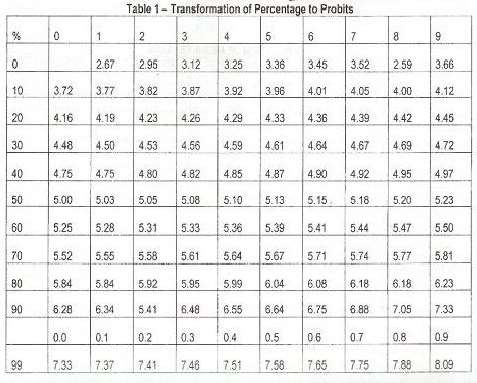 Table 1 – Transformation of Percentage to Probits
% 0 1 2 3 4 5 6 7 8 9
0 2.67 2.95 3.12 3.25 3.36 3.45 3.52 2.59 3.66
10 3.72 3.77 3.82 3.87 3.92 3.96 4.01 4.05 4.00 4.12
20 4.16 4.19 4.23 4.26 4.29 4.33 4.36 4.39 4.42 4.45
30 4.48 4.50 4.53 4.56 4.59 4.61 4.64 4.67 4.69 4.72
40 4.75 4.75 4.80 4.82 4.85 4.87 4.90 4.92 4.95 4.97
50 5.00 5.03 5.05 5.08 5.10 5.13 5.15 5.18 5.20 5.23
60 5.25 5.28 5.31 5.33 5.36 5.39 5.41 5.44 5.47 5.50
70 5.52 5.55 5.58 5.61 5.64 5.67 5.71 5.74 5.77 5.81
80 5.84 5.84 5.92 5.95 5.99 6.04 6.08 6.18 6.18 6.23
90 6.28 6.34 5.41 6.48 6.55 6.64 6.75 6.88 7.05 7.33
0.0 0.1 0.2 0.3 0.4 0.5 0.6 0.7 0.8 0.9
99 7.33 7.37 7.41 7.46 7.51 7.58 7.65 7.75 7.88 8.09